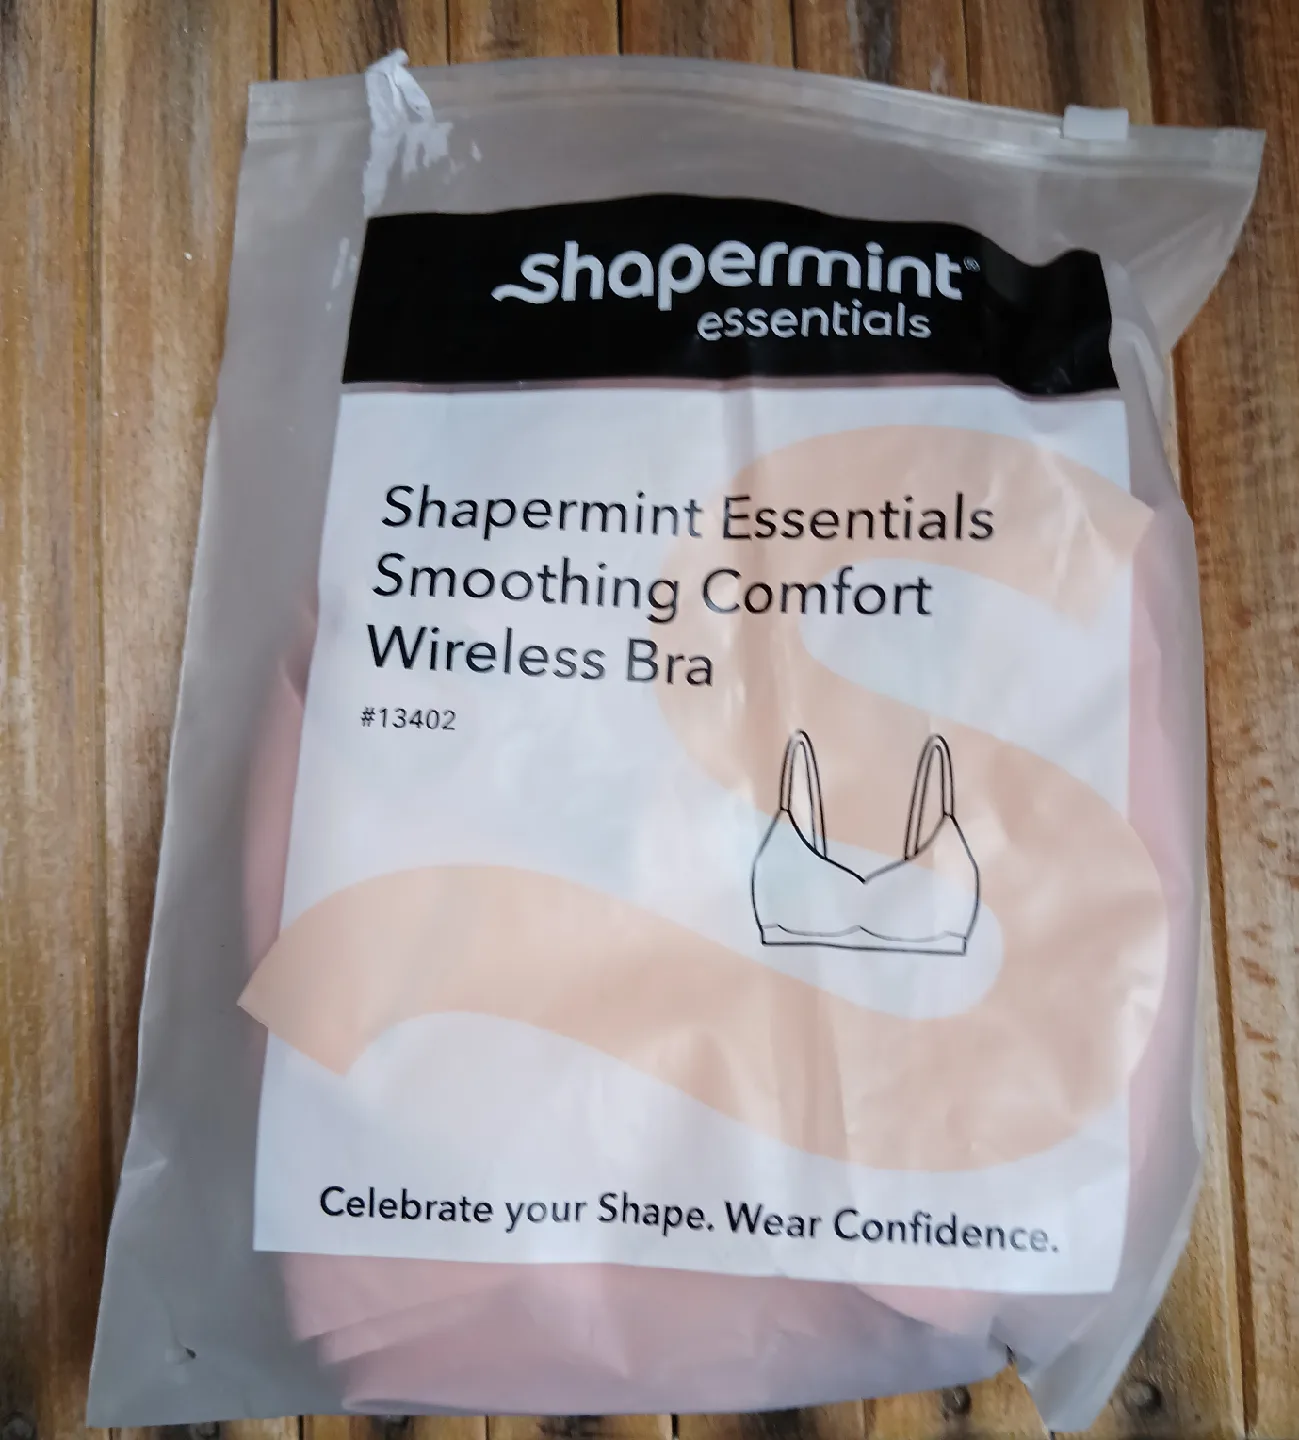 shapermint®
essentials
Shapermint Essentials
Smoothing Comfort
Wireless Bra
#13402
Celebrate your Shape. Wear Confidence.